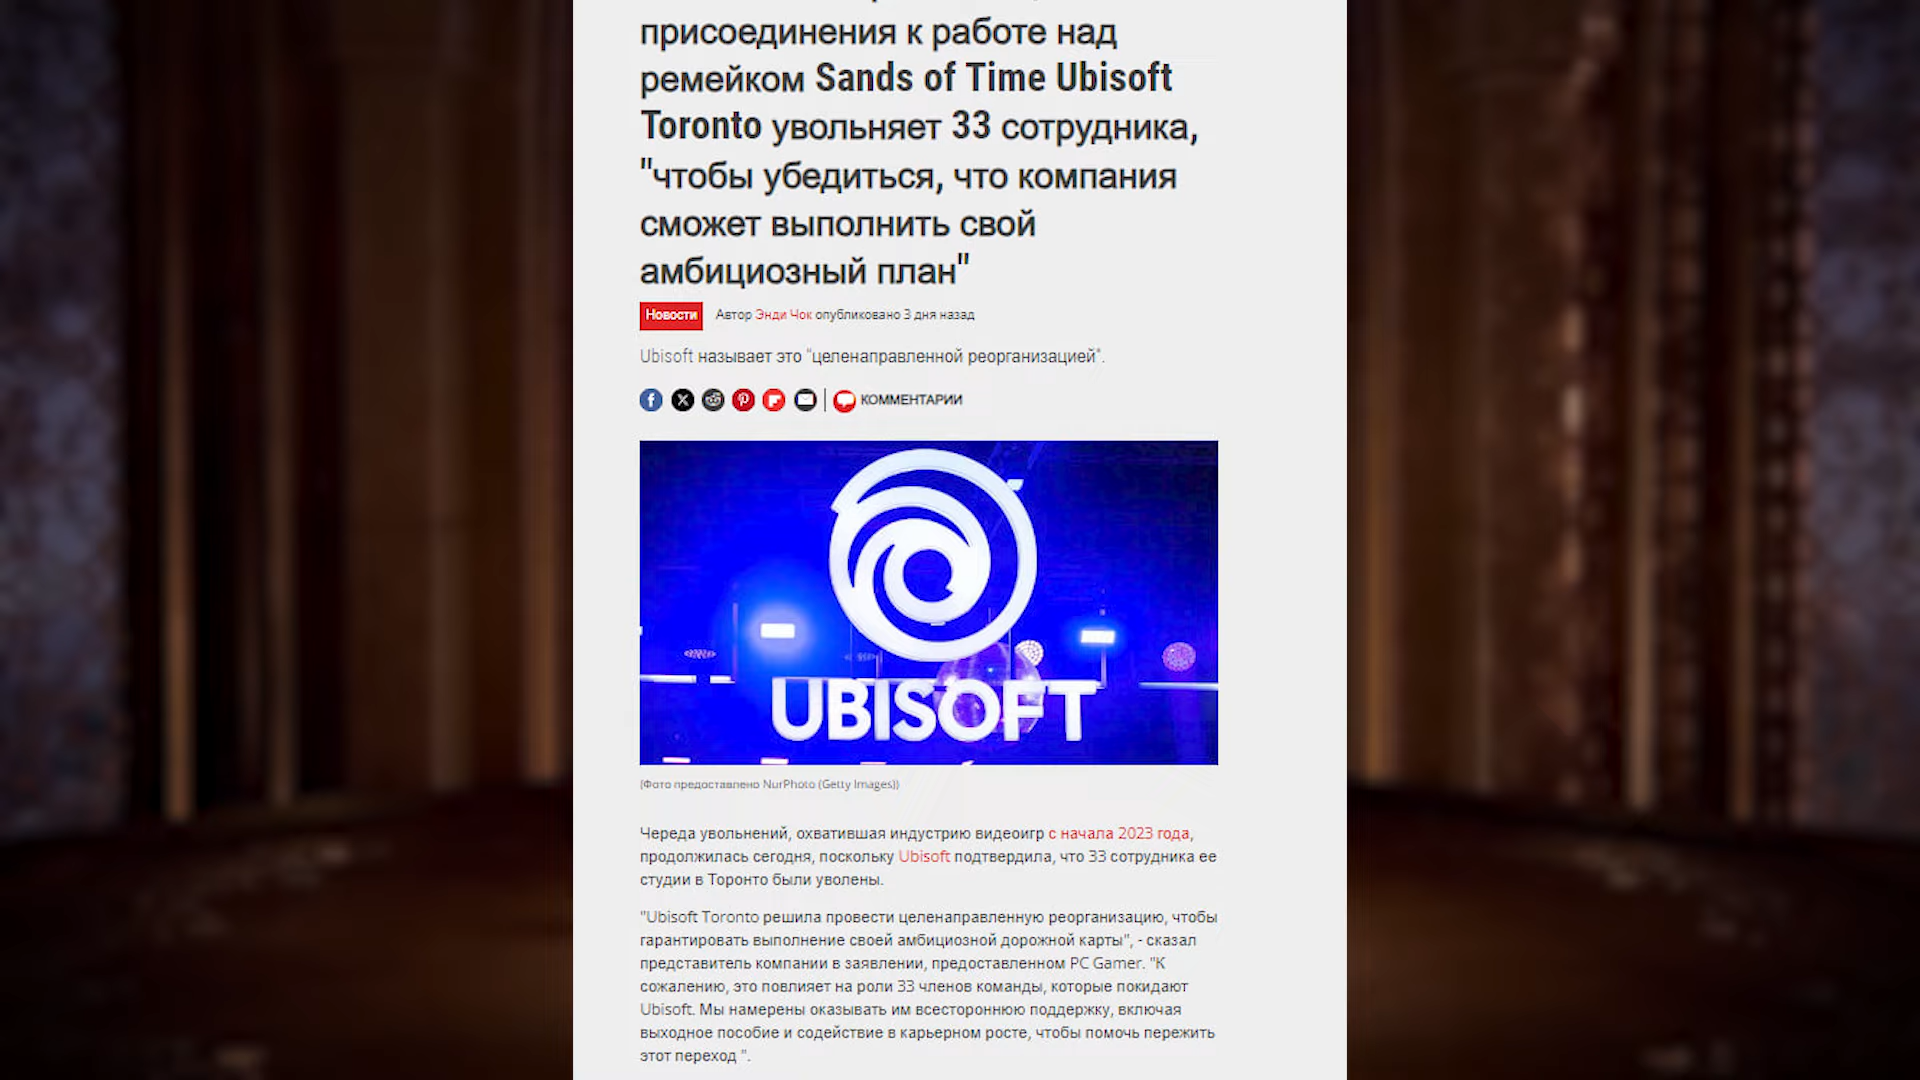 присоединения к работе над
ремейком Sands of Time Ubisoft
Toronto увольняет 33 сотрудника,
"чтобы убедиться, что компания
сможет выполнить свой
амбициозный план"
Новости Автор Энди Чок опубликовано 3 дня назад
Ubisoft называет это "целенаправленной реорганизацией".
КОММЕНТАРИИ
UBISOFT
(Фото предоставлено NurPhoto (Getty Images))
Череда увольнений, охватившая индустрию видеоигр с начала 2023 года,
продолжилась сегодня, поскольку Ubisoft подтвердила, что 33 сотрудника ее
студии в Торонто были уволены.
"Ubisoft Toronto решила провести целенаправленную реорганизацию, чтобы
гарантировать выполнение своей амбициозной дорожной карты", - сказал
представитель компании в заявлении, предоставленном PC Gamer. "К
сожалению, это повлияет на роли 33 членов команды, которые покидают
Ubisoft. Мы намерены оказывать им всестороннюю поддержку, включая
выходное пособие и содействие в карьерном росте, чтобы помочь пережить
этот переход ".